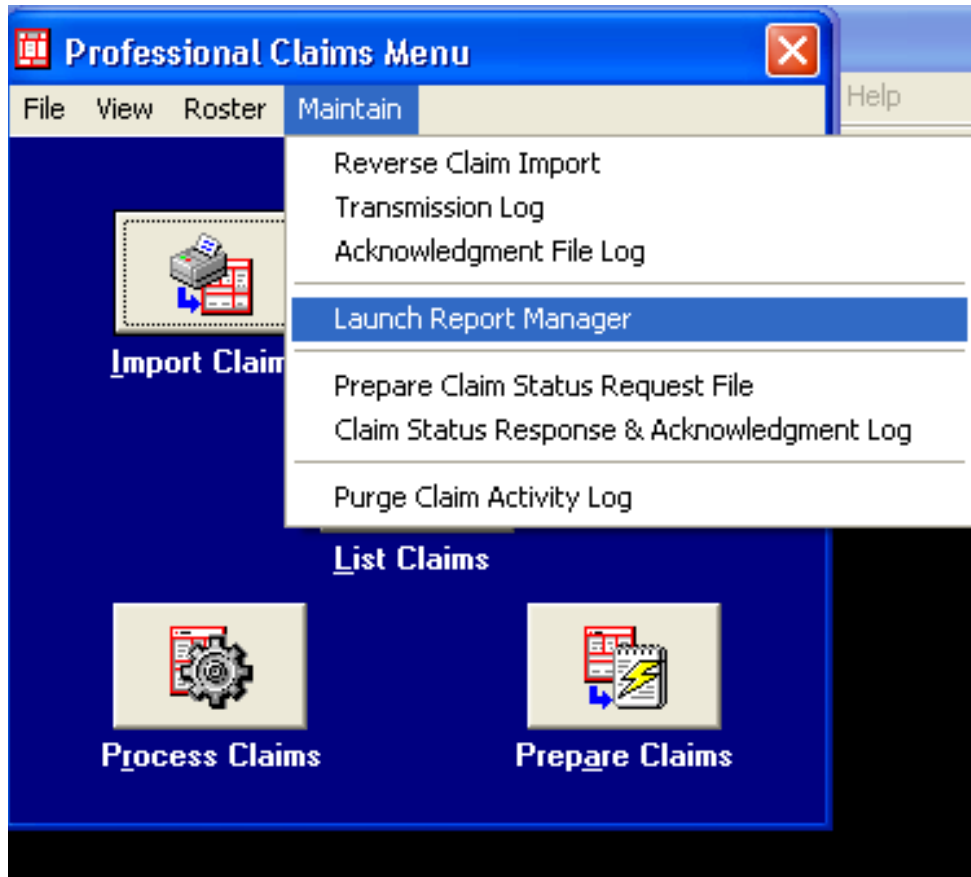 Professional Claims Menu
File View Roster Maintain
Help
Reverse Claim Import
Transmission Log
Acknowledgment File Log
Launch Report Manager
Import Claim
Prepare Claim Status Request File
Claim Status Response & Acknowledgment Log
Purge Claim Activity Log
List Claims
Process Claims
Prepare Claims